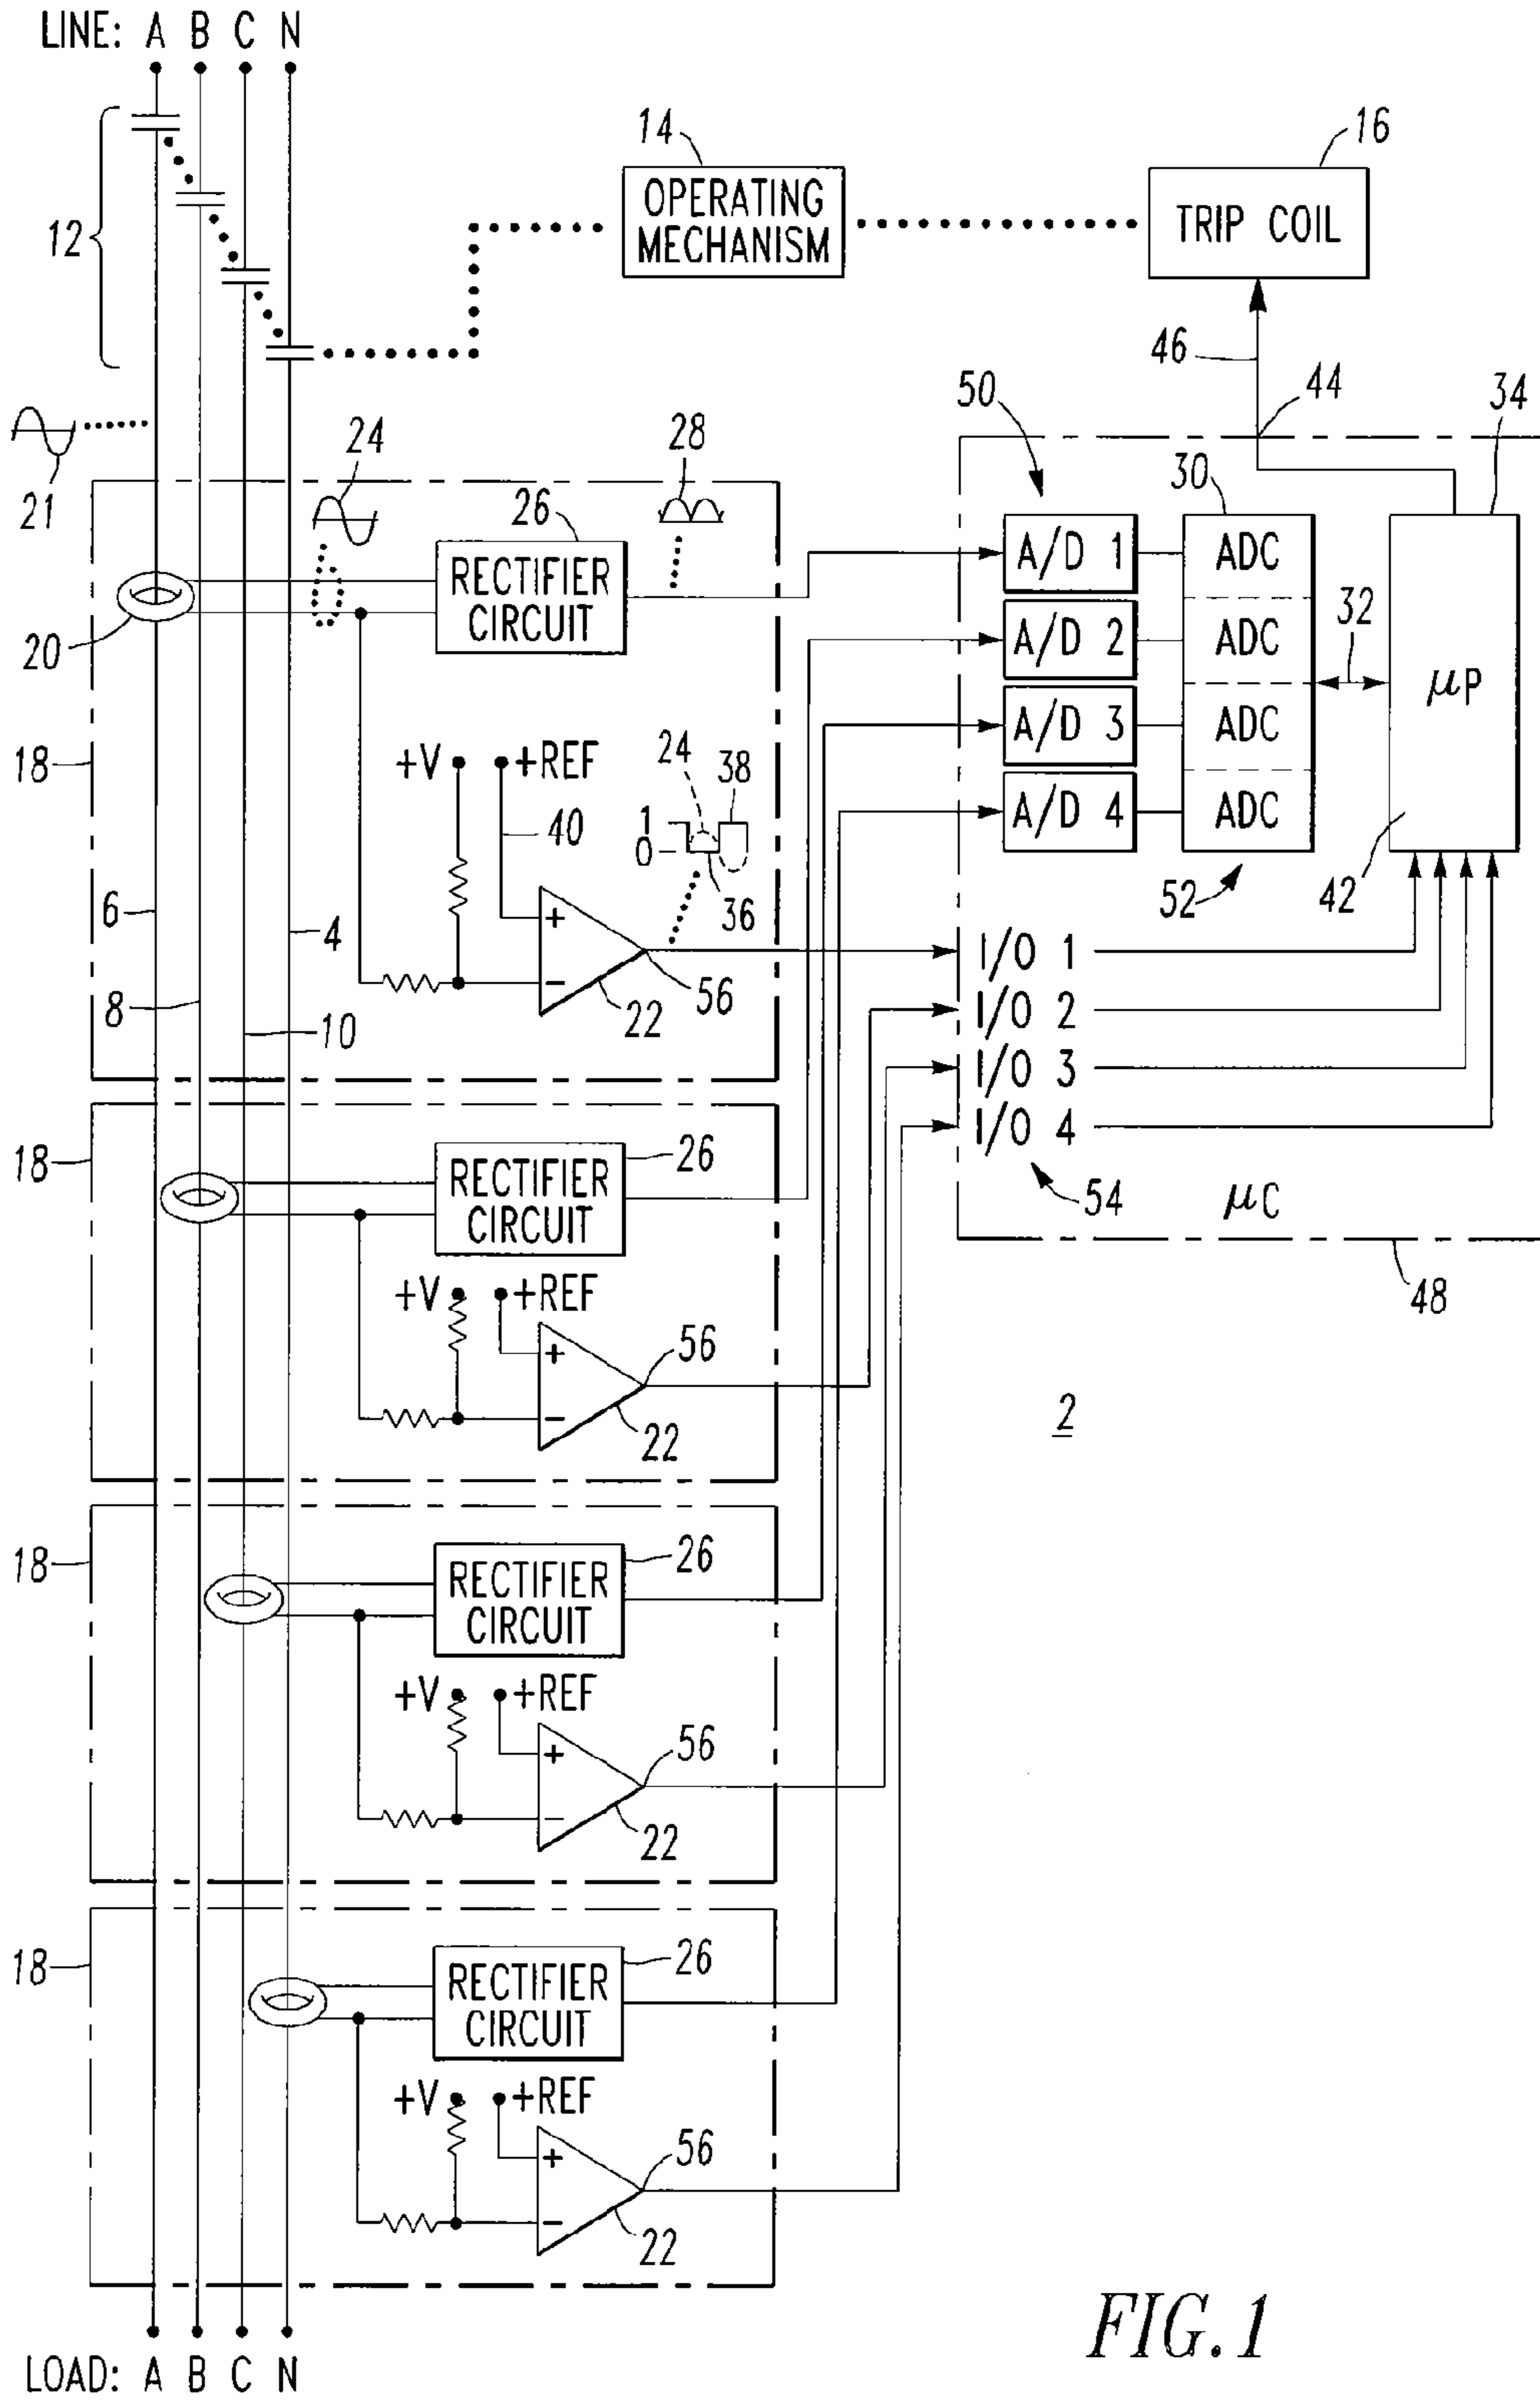 LINE: A B C N
12
14
OPERATING
MECHANISM
16
TRIP COIL
46
44
34
50
21
24
28
26
RECTIFIER
CIRCUIT
20
30
A/D 1
A/D 2
A/D 3
A/D 4
ADC
ADC
ADC
ADC
32
μP
42
52
18
+V
+REF
40
24
38
1
0
36
6
4
8
10
56
22
I/O 1
I/O 2
I/O 3
I/O 4
54
μC
48
18
RECTIFIER
CIRCUIT
26
+V
+REF
56
22
2
18
RECTIFIER
CIRCUIT
26
+V
+REF
56
22
18
RECTIFIER
CIRCUIT
26
+V
+REF
56
22
LOAD: A B C N
FIG. 1